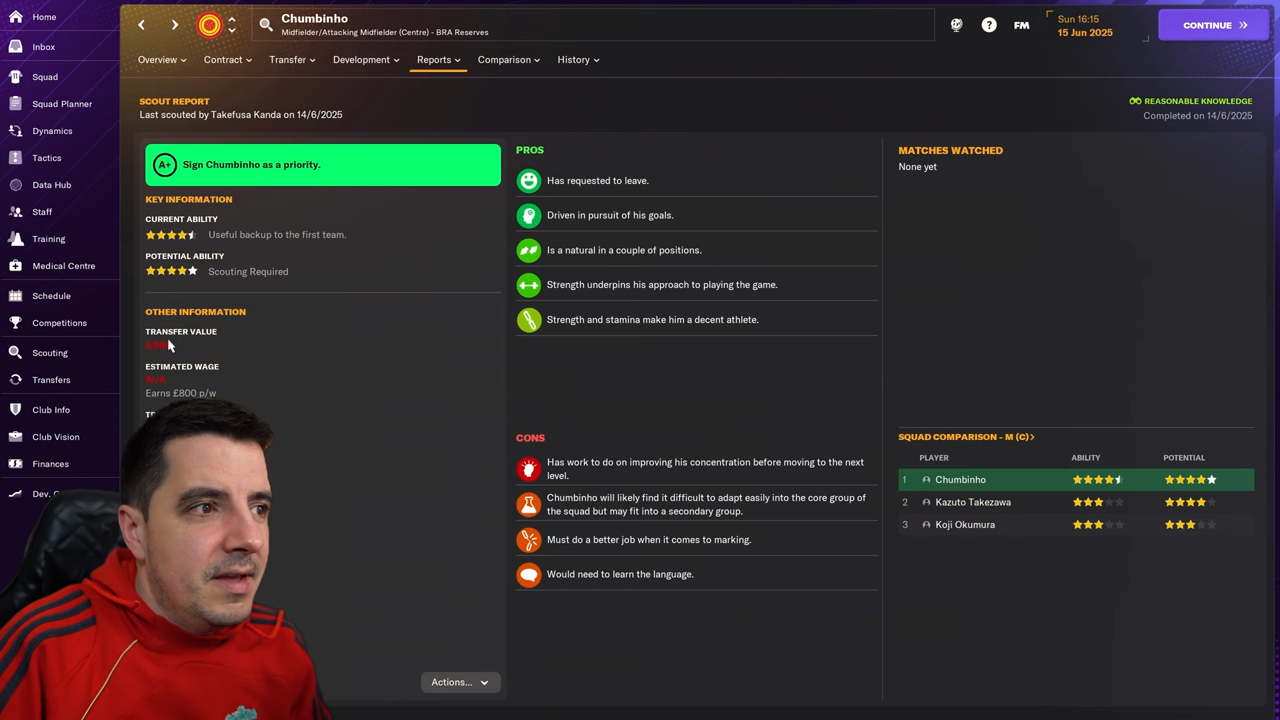 Home
Inbox
Squad
Squad Planner
Dynamics
Tactics
Data Hub
Staff
Training
Medical Centre
Schedule
Competitions
Scouting
Transfers
Club Info
Club Vision
Finances
Dev.
Chumbinho
Midfielder/Attacking Midfielder (Centre) - BRA Reserves
FM
Sun 16:15
15 Jun 2025
CONTINUE
Overview
Contract
Transfer
Development
Reports
Comparison
History
SCOUT REPORT
Last scouted by Takefusa Kanda on 14/6/2025
REASONABLE KNOWLEDGE
Completed on 14/6/2025
A+ Sign Chumbinho as a priority.
KEY INFORMATION
CURRENT ABILITY
Useful backup to the first team.
POTENTIAL ABILITY
Scouting Required
OTHER INFORMATION
TRANSFER VALUE
ESTIMATED WAGE
N/A
Earns £800 p/w
Actions...
PROS
Has requested to leave.
Driven in pursuit of his goals.
Is a natural in a couple of positions.
Strength underpins his approach to playing the game.
Strength and stamina make him a decent athlete.
CONS
Has work to do on improving his concentration before moving to the next
level.
Chumbinho will likely find it difficult to adapt easily into the core group of
the squad but may fit into a secondary group.
Must do a better job when it comes to marking.
Would need to learn the language.
MATCHES WATCHED
None yet
SQUAD COMPARISON - M (C)>
PLAYER ABILITY POTENTIAL
1 Chumbinho
2 Kazuto Takezawa
3 Koji Okumura